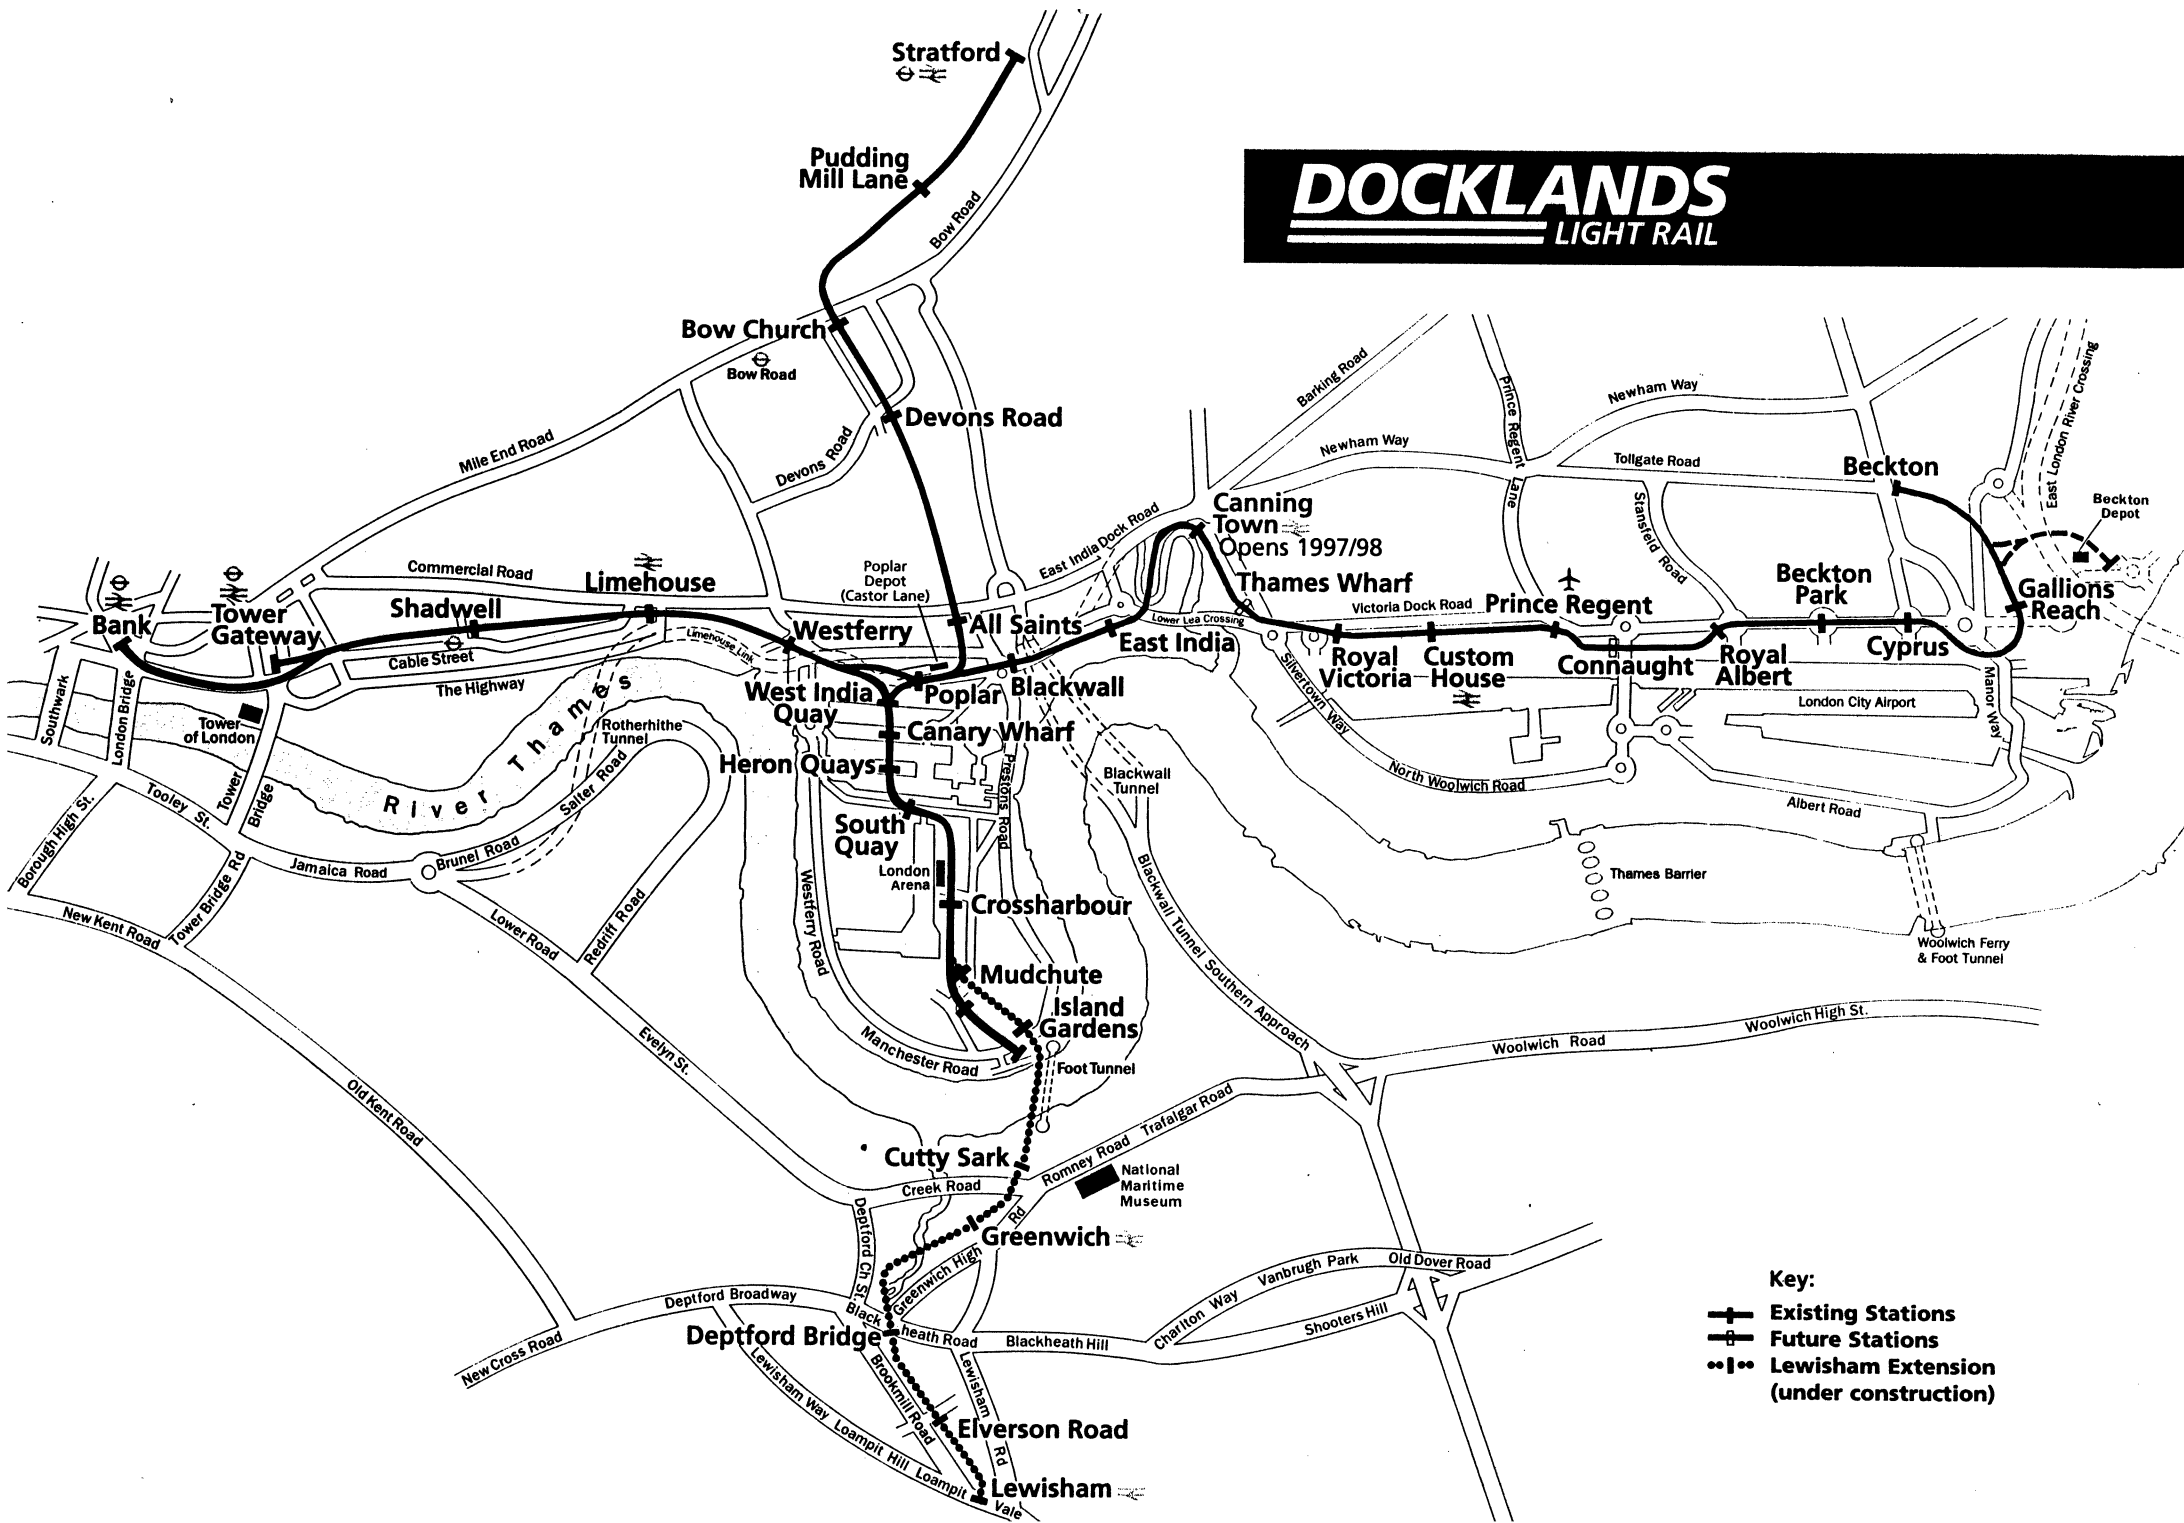 Stratford
Pudding
Mill Lane
Bow Road
DOCKLANDS
LIGHT RAIL
Bow Church
Bow Road
Devons Road
Devons Road
Mile End Road
Barking Road
Prince Regent
Lane
Newham Way
Newham Way
Tollgate Road
Stansfeld Road
East London River Crossing
Beckton
Beckton
Depot
Canning
Town
Opens 1997/98
East India Dock Road
Commercial Road
Limehouse
Poplar
Depot
(Castor Lane)
Thames Wharf
Lower Lea Crossing
Victoria Dock Road
Prince Regent
Beckton
Park
Gallions
Reach
Bank
Tower
Gateway
Shadwell
Cable Street
The Highway
Limehouse Link
Westferry
All Saints
East India
Royal
Victoria
Custom
House
Connaught
Royal
Albert
Cyprus
West India
Quay
Poplar
Blackwall
Silvertown Way
London City Airport
Manor Way
Southwark
London Bridge
Tower
of London
Tower
Bridge
River Thames
Rotherhithe
Tunnel
Canary Wharf
Heron Quays
Prestons Road
Blackwall
Tunnel
North Woolwich Road
Albert Road
Borough High St.
Tooley St.
Salter Road
Brunel Road
Jamaica Road
South
Quay
London
Arena
Thames Barrier
Tower Bridge Rd
New Kent Road
Lower Road
Redriff Road
Westferry Road
Crossharbour
Blackwall Tunnel Southern Approach
Woolwich Ferry
& Foot Tunnel
Mudchute
Island
Gardens
Manchester Road
Foot Tunnel
Evelyn St.
Old Kent Road
Woolwich Road
Woolwich High St.
Trafalgar Road
Romney Road
Cutty Sark
Creek Road
National
Maritime
Museum
Greenwich
Greenwich High
Rd
Deptford Ch St.
Deptford Broadway
Black
heath Road
Blackheath Hill
Charlton Way
Vanbrugh Park
Old Dover Road
Shooters Hill
New Cross Road
Deptford Bridge
Lewisham Way
Loampit Hill
Loampit
Vale
Brookmill Road
Lewisham
Rd
Elverson Road
Lewisham
Key:
Existing Stations
Future Stations
Lewisham Extension
(under construction)